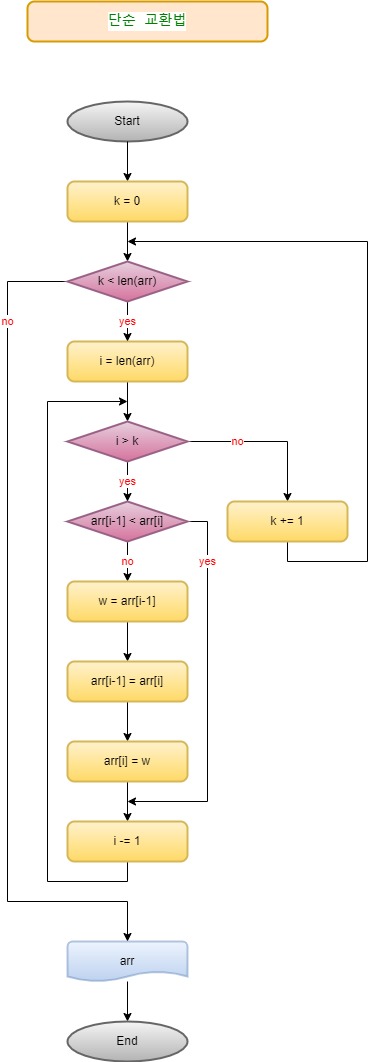 단순 교환법
Start
k = 0
k < len(arr)
no
yes
i = len(arr)
i > k
no
yes
k += 1
arr[i-1] < arr[i]
no
yes
w = arr[i-1]
arr[i-1] = arr[i]
arr[i] = w
i -= 1
arr
End